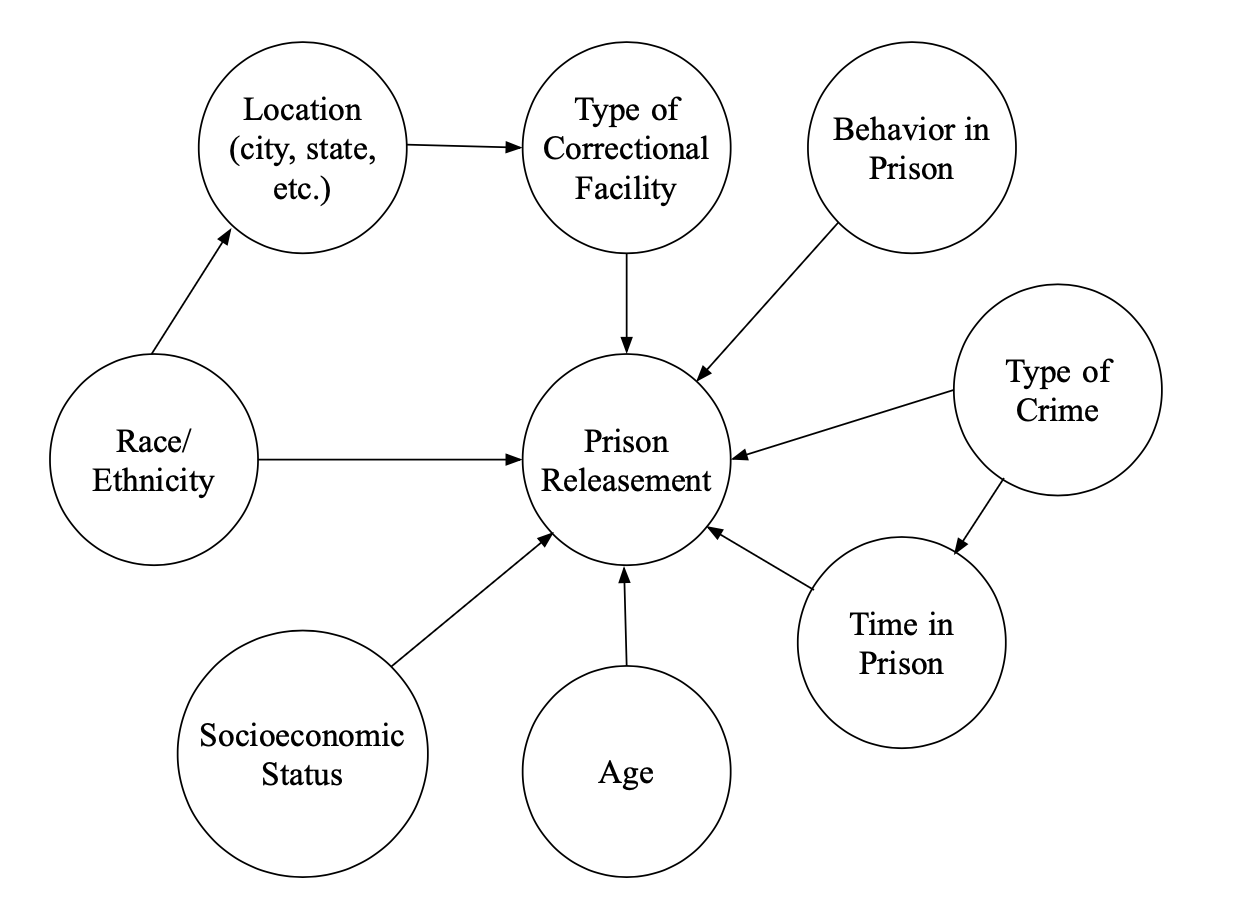 Location
(city, state,
etc.)
Type of
Correctional
Facility
Behavior in
Prison
Type of
Crime
Race/
Ethnicity
Prison
Releasement
Time in
Prison
Socioeconomic
Status
Age